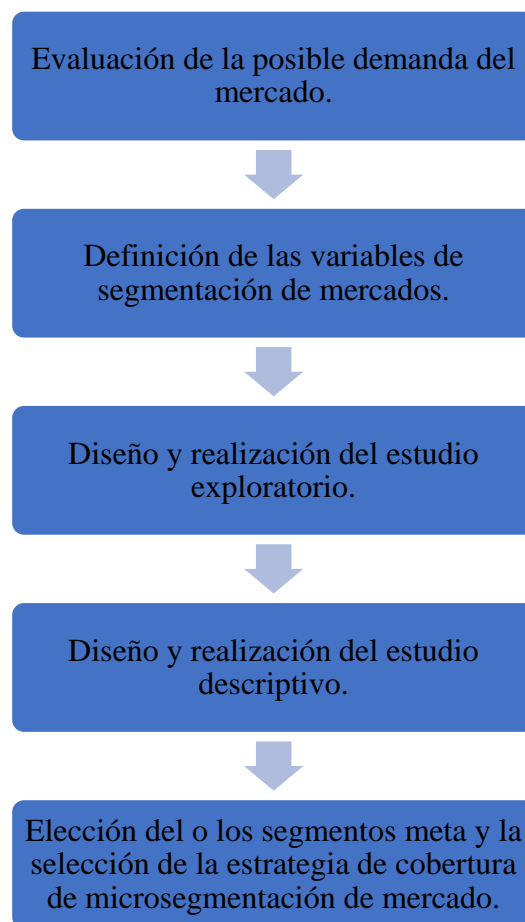 Evaluación de la posible demanda del
mercado.
Definición de las variables de
segmentación de mercados.
Diseño y realización del estudio
exploratorio.
Diseño y realización del estudio
descriptivo.
Elección del o los segmentos meta y la
selección de la estrategia de cobertura
de microsegmentación de mercado.